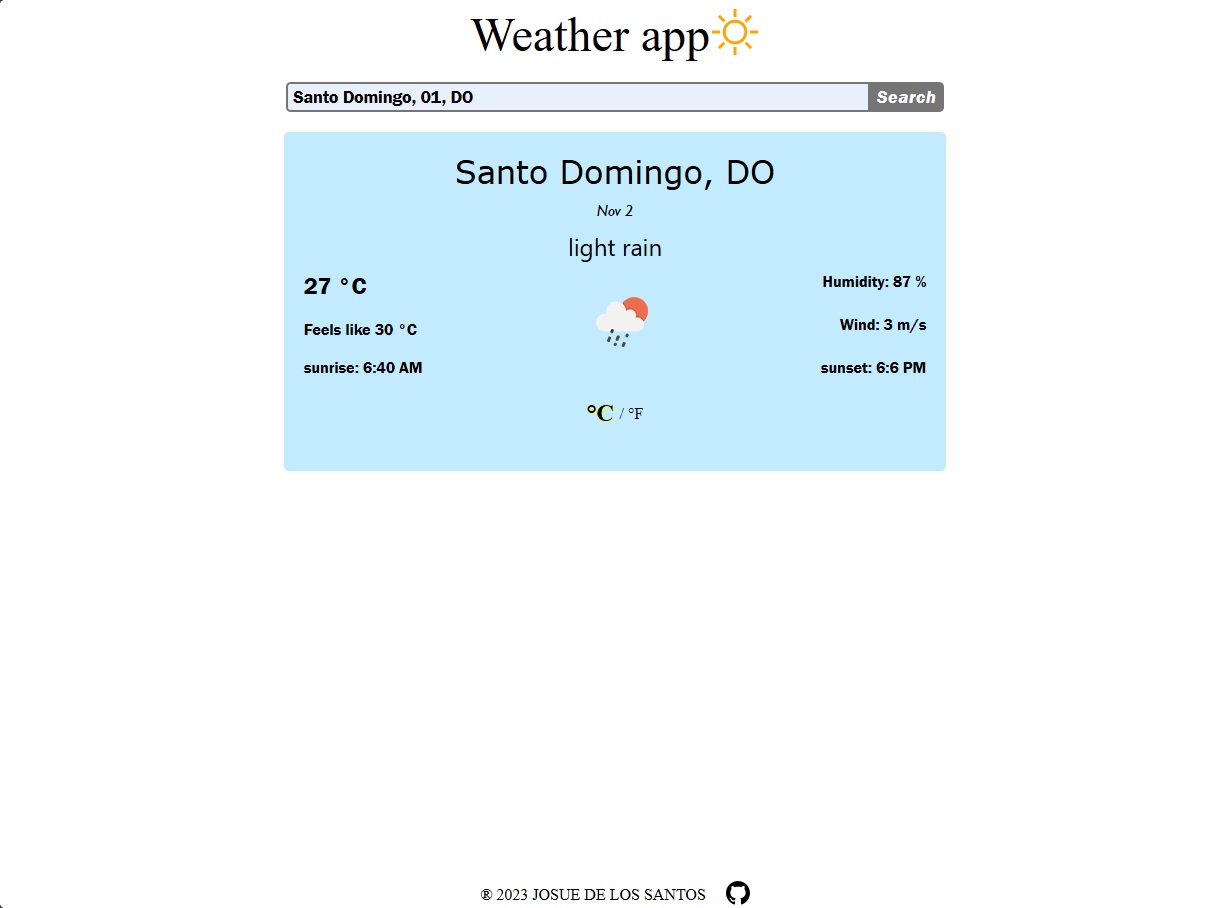 Weather app
Santo Domingo, 01, DO Search
Santo Domingo, DO
Nov 2
light rain
27 °C
Feels like 30 °C
sunrise: 6:40 AM
Humidity: 87 %
Wind: 3 m/s
sunset: 6:6 PM
°C / °F
® 2023 JOSUE DE LOS SANTOS